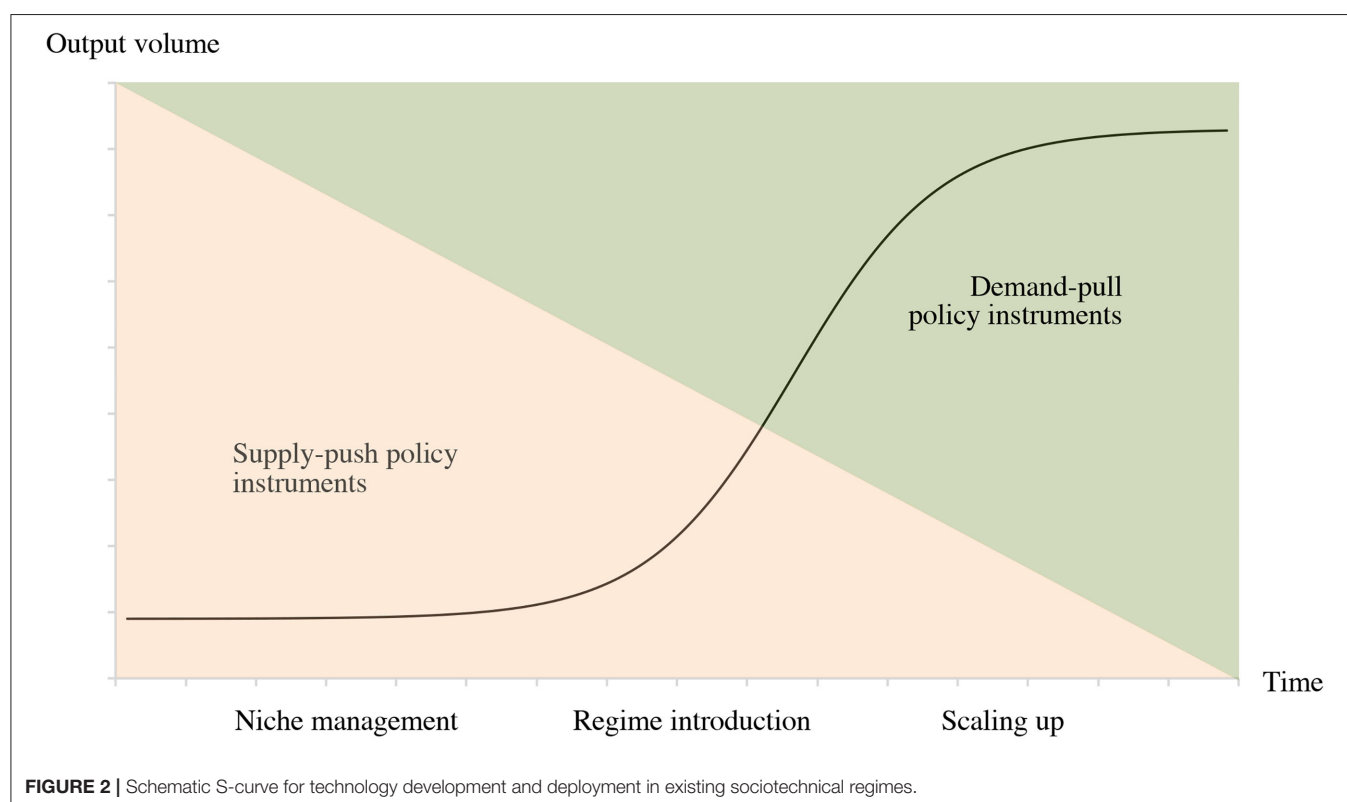 Output volume
Demand-pull
policy instruments
Supply-push policy
instruments
Time
Niche management
Regime introduction
Scaling up
FIGURE 2 | Schematic S-curve for technology development and deployment in existing sociotechnical regimes.